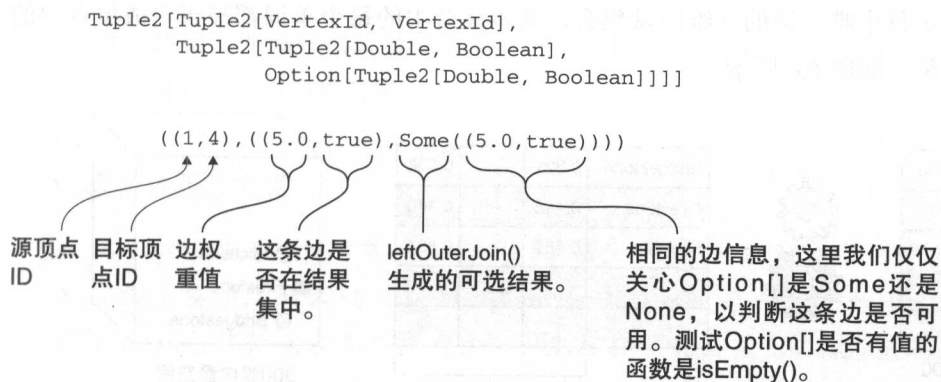 Tuple2[Tuple2[VertexId, VertexId],
Tuple2[Tuple2[Double, Boolean],
Option[Tuple2[Double, Boolean]]]]
((1,4),((5.0,true),Some((5.0,true))))
源顶点
ID
目标顶
点ID
边权
重值
这条边是
否在结果
集中。
leftOuterJoin()
生成的可选结果。
相同的边信息，这里我们仅仅
关心Option[]是Some还是
None，以判断这条边是否可
用。测试Option[]是否有值的
函数是isEmpty()。